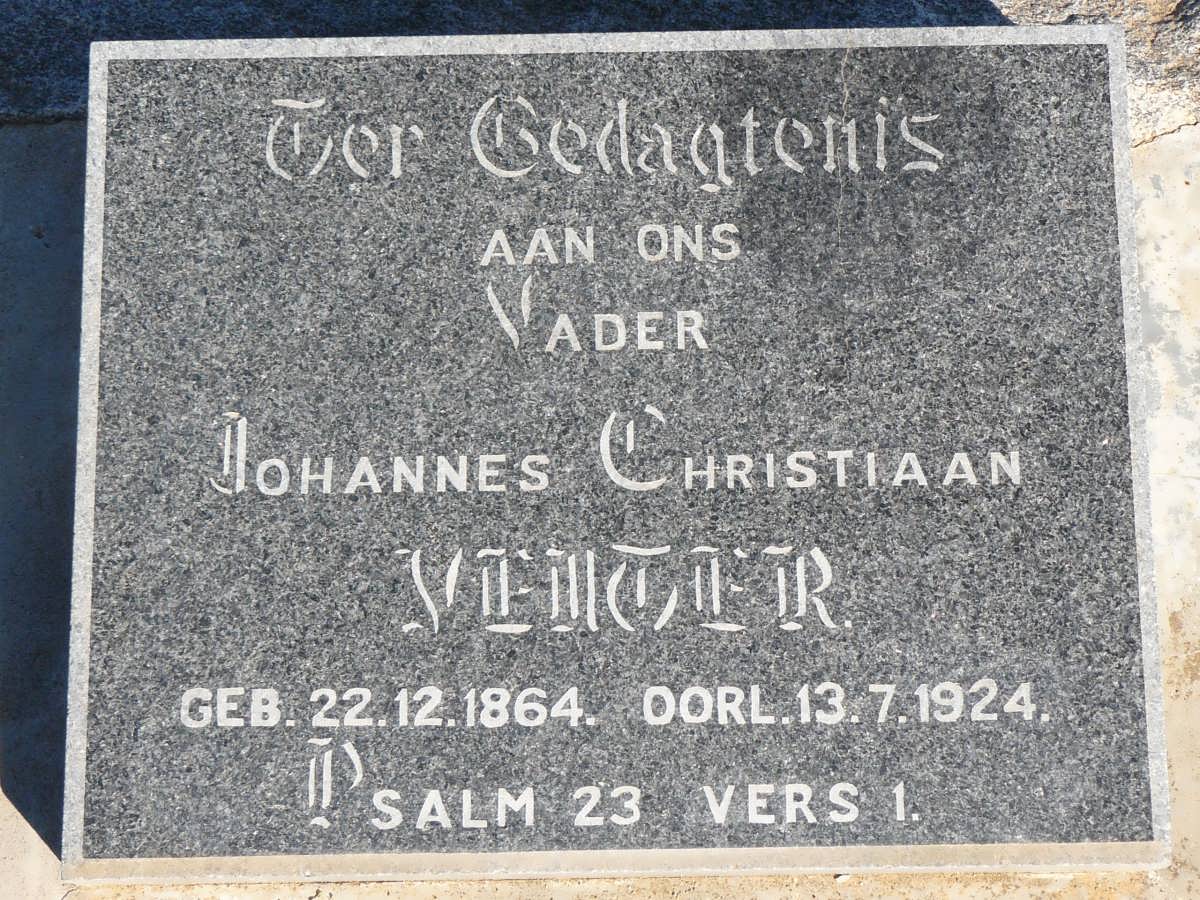 Ter Gedagtenis
AAN ONS
VADER
JOHANNES CHRISTIAAN
VENTER.
GEB. 22.12.1864. OORL. 13.7.1924.
PSALM 23 VERS 1.